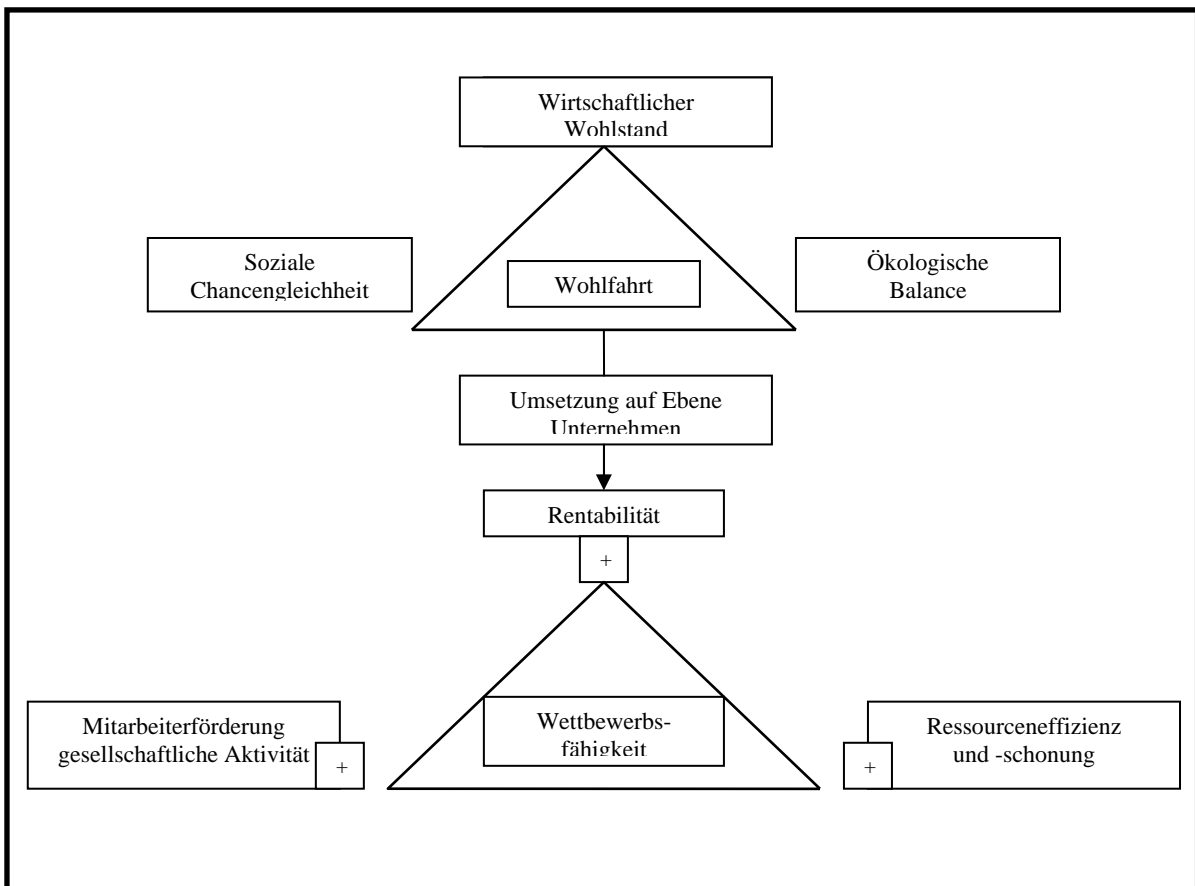 Wirtschaftlicher
Wohlstand
Soziale
Chancengleichheit
Wohlfahrt
Ökologische
Balance
Umsetzung auf Ebene
Unternehmen
Rentabilität
+
Mitarbeiterförderung
gesellschaftliche Aktivität
+
Wettbewerbs-
fähigkeit
Ressourceneffizienz
und -schonung
+